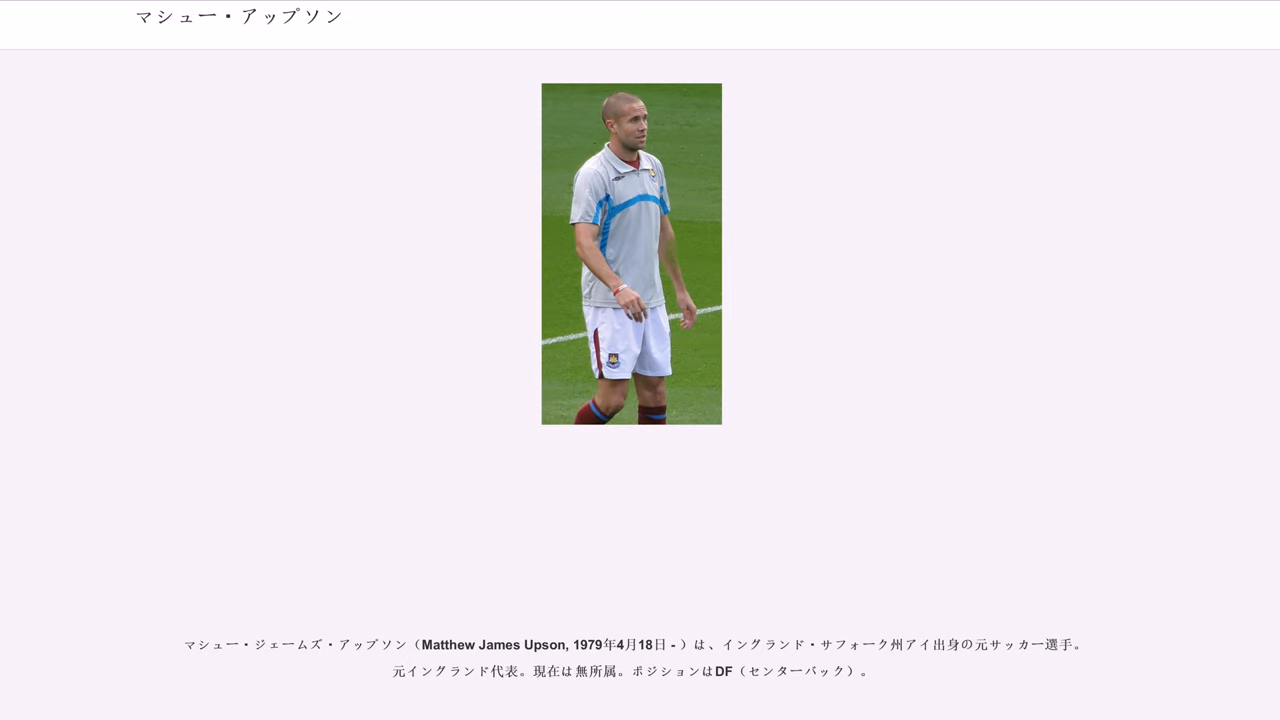 マシュー・アップソン
マシュー・ジェームズ・アップソン（Matthew James Upson, 1979年4月18日 - ）は、イングランド・サフォーク州アイ出身の元サッカー選手。
元イングランド代表。現在は無所属。ポジションはDF（センターバック）。